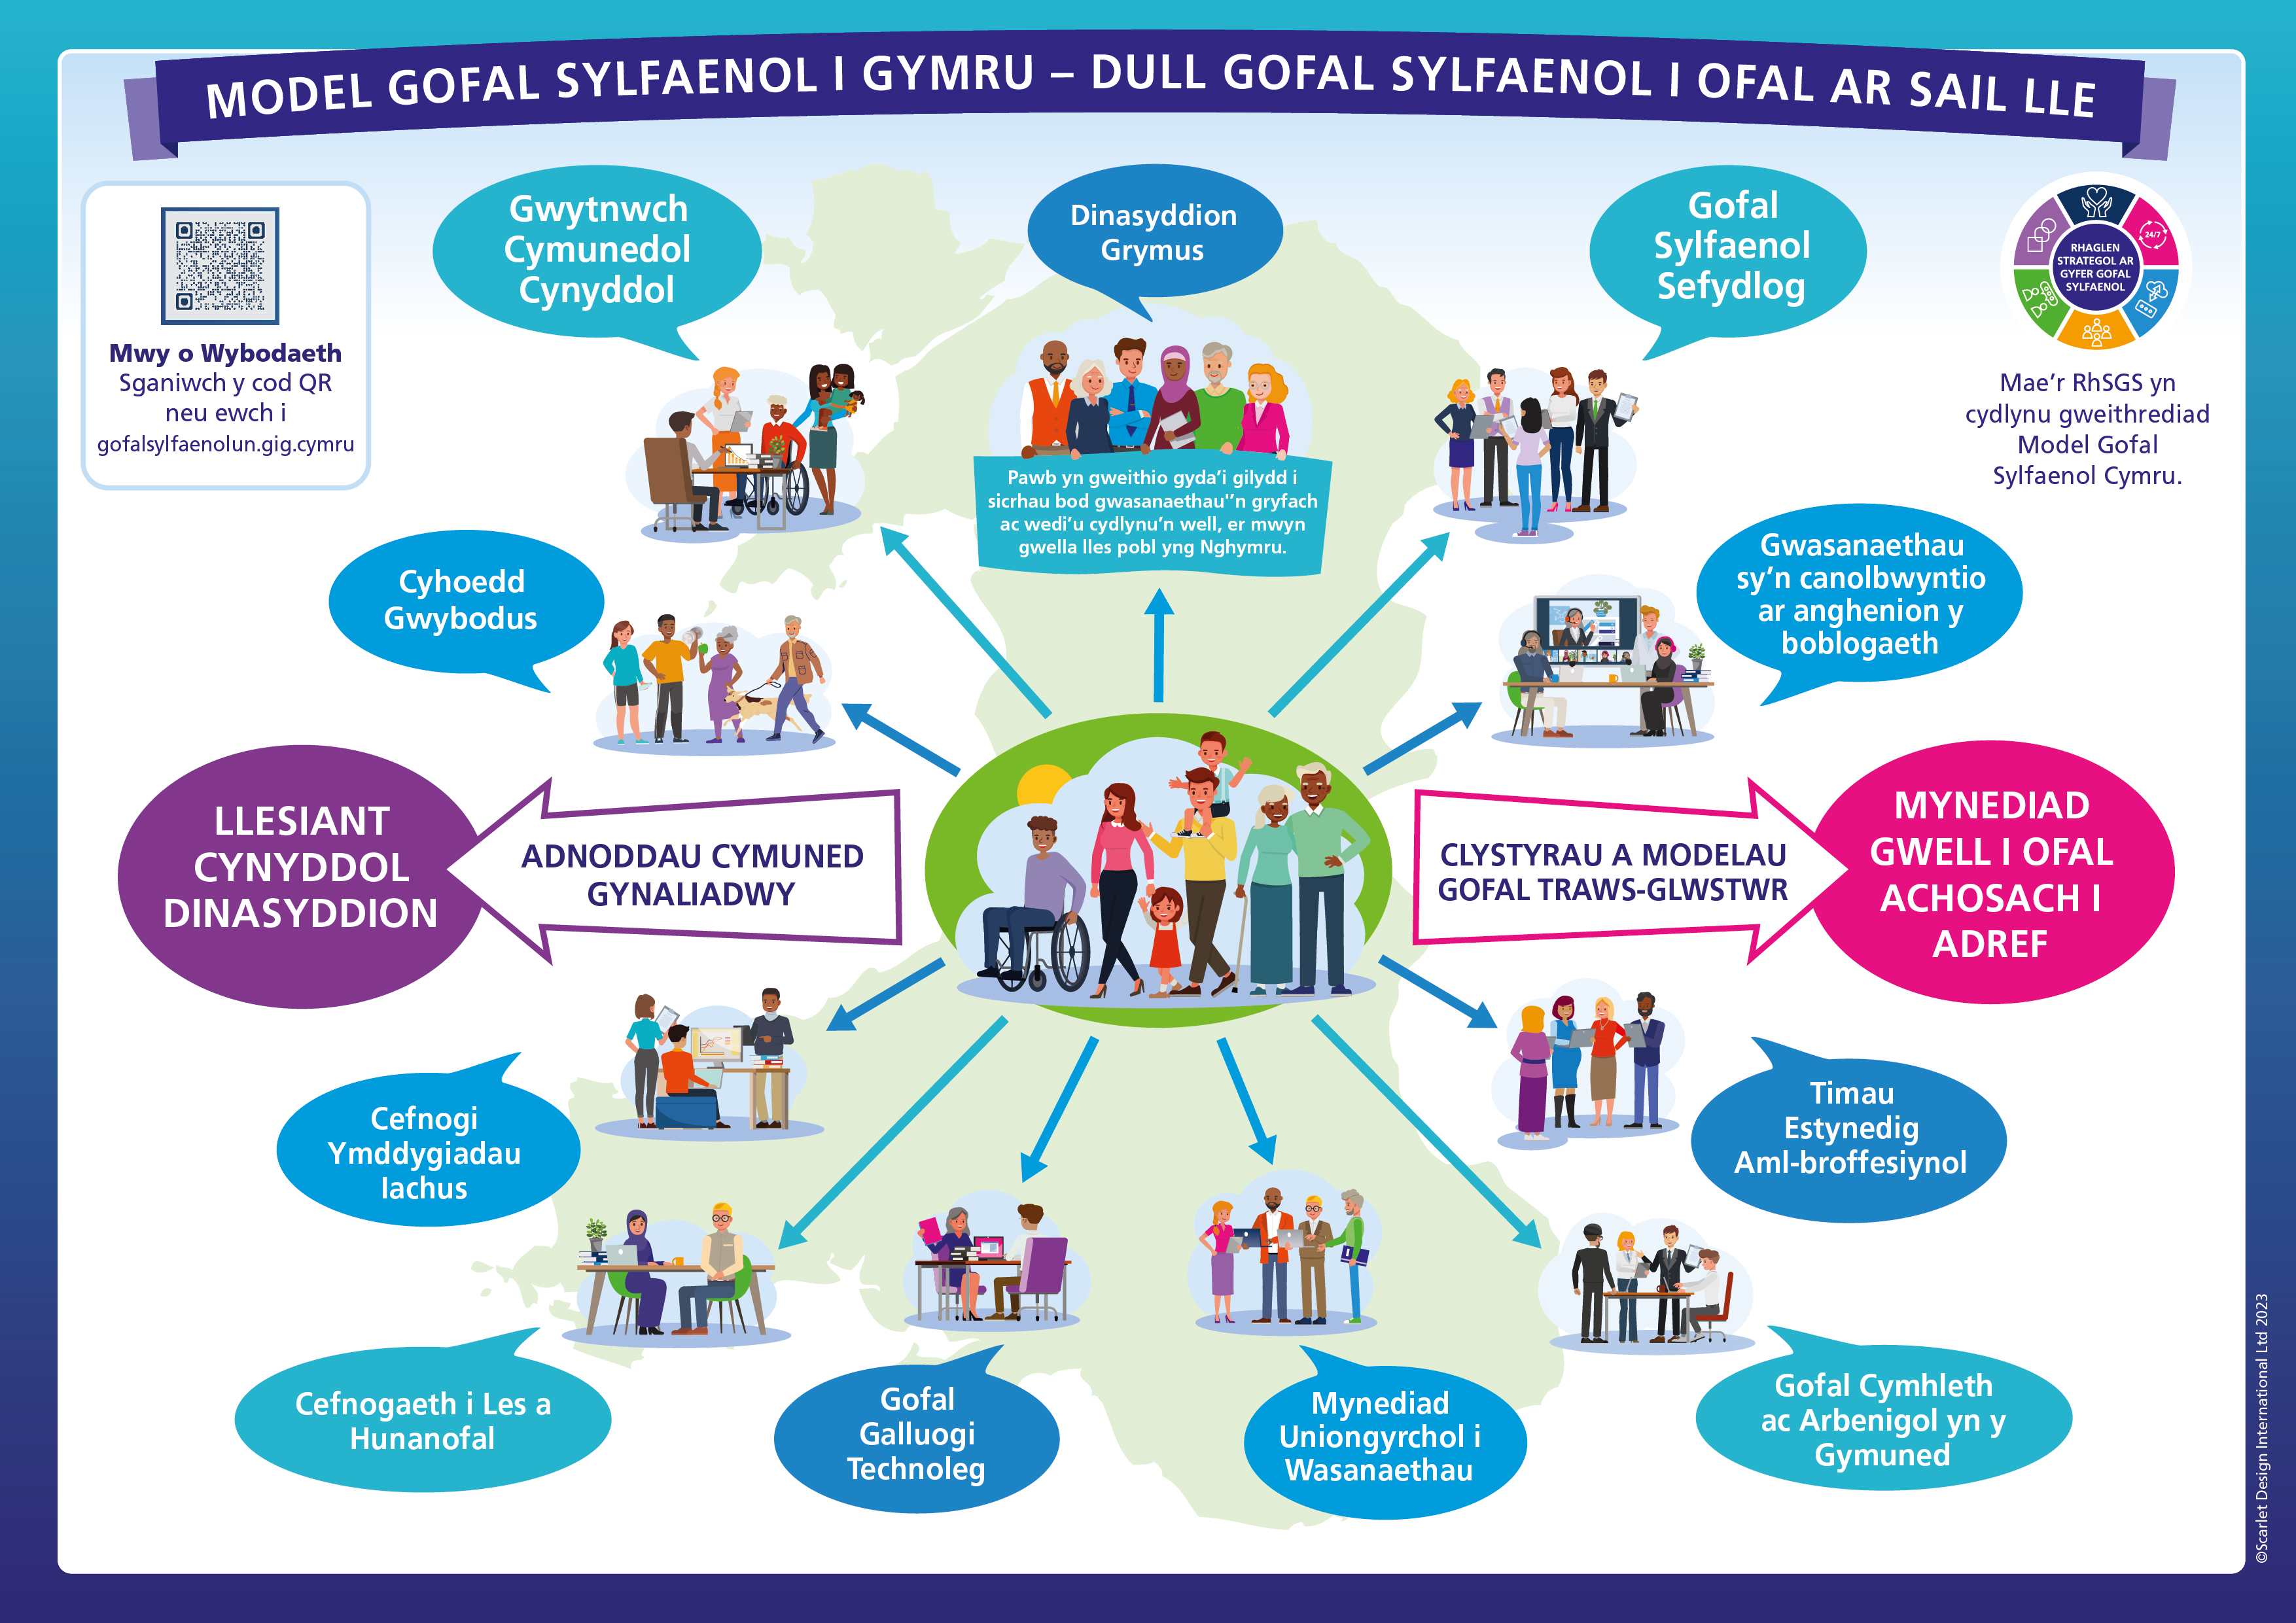 MODEL GOFAL SYLFAENOL I GYMRU – DULL GOFAL SYLFAENOL I OFAL AR SAIL LLE
Mwy o Wybodaeth
Sganiwch y cod QR
neu ewch i
gofalsylfaenolun.gig.cymru
Gwytnwch
Cymunedol
Cynyddol
Dinasyddion
Grymus
Gofal
Sylfaenol
Sefydlog
24/7
RHAGLEN
STRATEGOL AR
GYFER GOFAL
SYLFAENOL
Mae’r RhSGS yn
cydlynu gweithrediad
Model Gofal
Sylfaenol Cymru.
Pawb yn gweithio gyda’i gilydd i
sicrhau bod gwasanaethau'’n gryfach
ac wedi’u cydlynu’n well, er mwyn
gwella lles pobl yng Nghymru.
Cyhoedd
Gwybodus
Gwasanaethau
sy’n canolbwyntio
ar anghenion y
boblogaeth
LLESIANT
CYNYDDOL
DINASYDDION
ADNODDAU CYMUNED
GYNALIADWY
CLYSTYRAU A MODELAU
GOFAL TRAWS-GLWSTWR
MYNEDIAD
GWELL I OFAL
ACHOSACH I
ADREF
Cefnogi
Ymddygiadau
Iachus
Timau
Estynedig
Aml-broffesiynol
Cefnogaeth i Les a
Hunanofal
Gofal
Galluogi
Technoleg
Mynediad
Uniongyrchol i
Wasanaethau
Gofal Cymhleth
ac Arbenigol yn y
Gymuned
©Scarlet Design International Ltd 2023